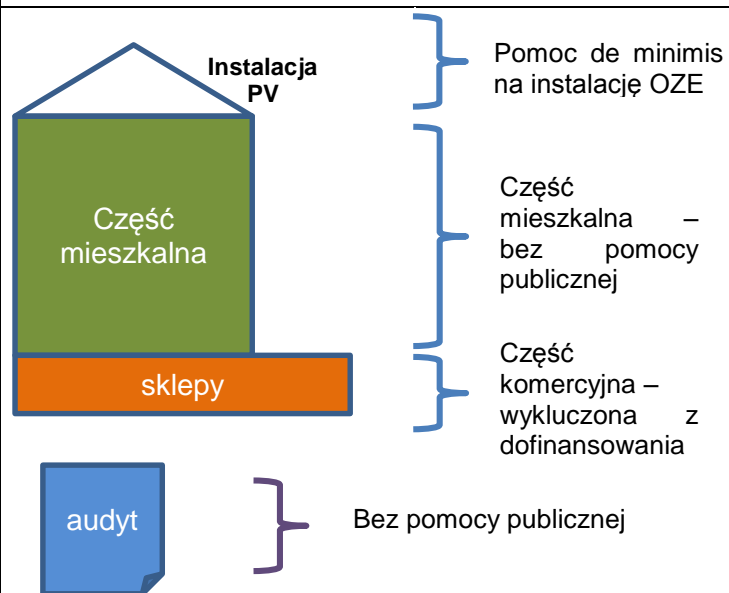 Instalacja
PV
Pomoc de minimis
na instalację OZE
Część
mieszkalna
Część
mieszkalna –
bez pomocy
publicznej
sklepy
Część
komercyjna –
wykluczona z
dofinansowania
audyt
Bez pomocy publicznej